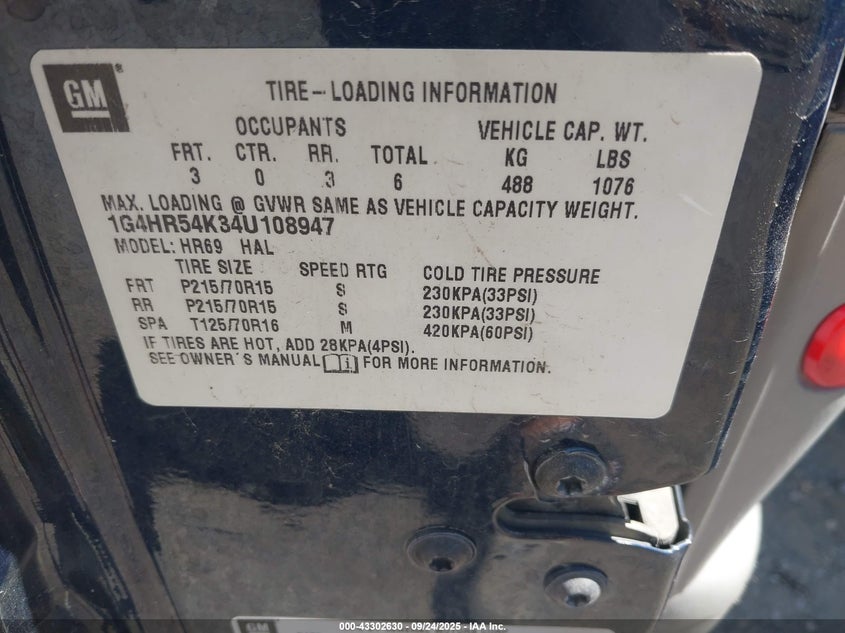 GM ®
TIRE-LOADING INFORMATION
OCCUPANTS VEHICLE CAP. WT.
FRT. CTR. RR. TOTAL KG LBS
3 0 3 6 488 1076
MAX. LOADING @ GVWR SAME AS VEHICLE CAPACITY WEIGHT.
1G4HR54K34U108947
MODEL: HR69 HAL
TIRE SIZE SPEED RTG COLD TIRE PRESSURE
FRT P215/70R15 S 230KPA(33PSI)
RR P215/70R15 S 230KPA(33PSI)
SPA T125/70R16 M 420KPA(60PSI)
IF TIRES ARE HOT, ADD 28KPA(4PSI).
SEE OWNER'S MANUAL i FOR MORE INFORMATION.
GM
000-43302630 - 09/24/2025 - IAA Inc.